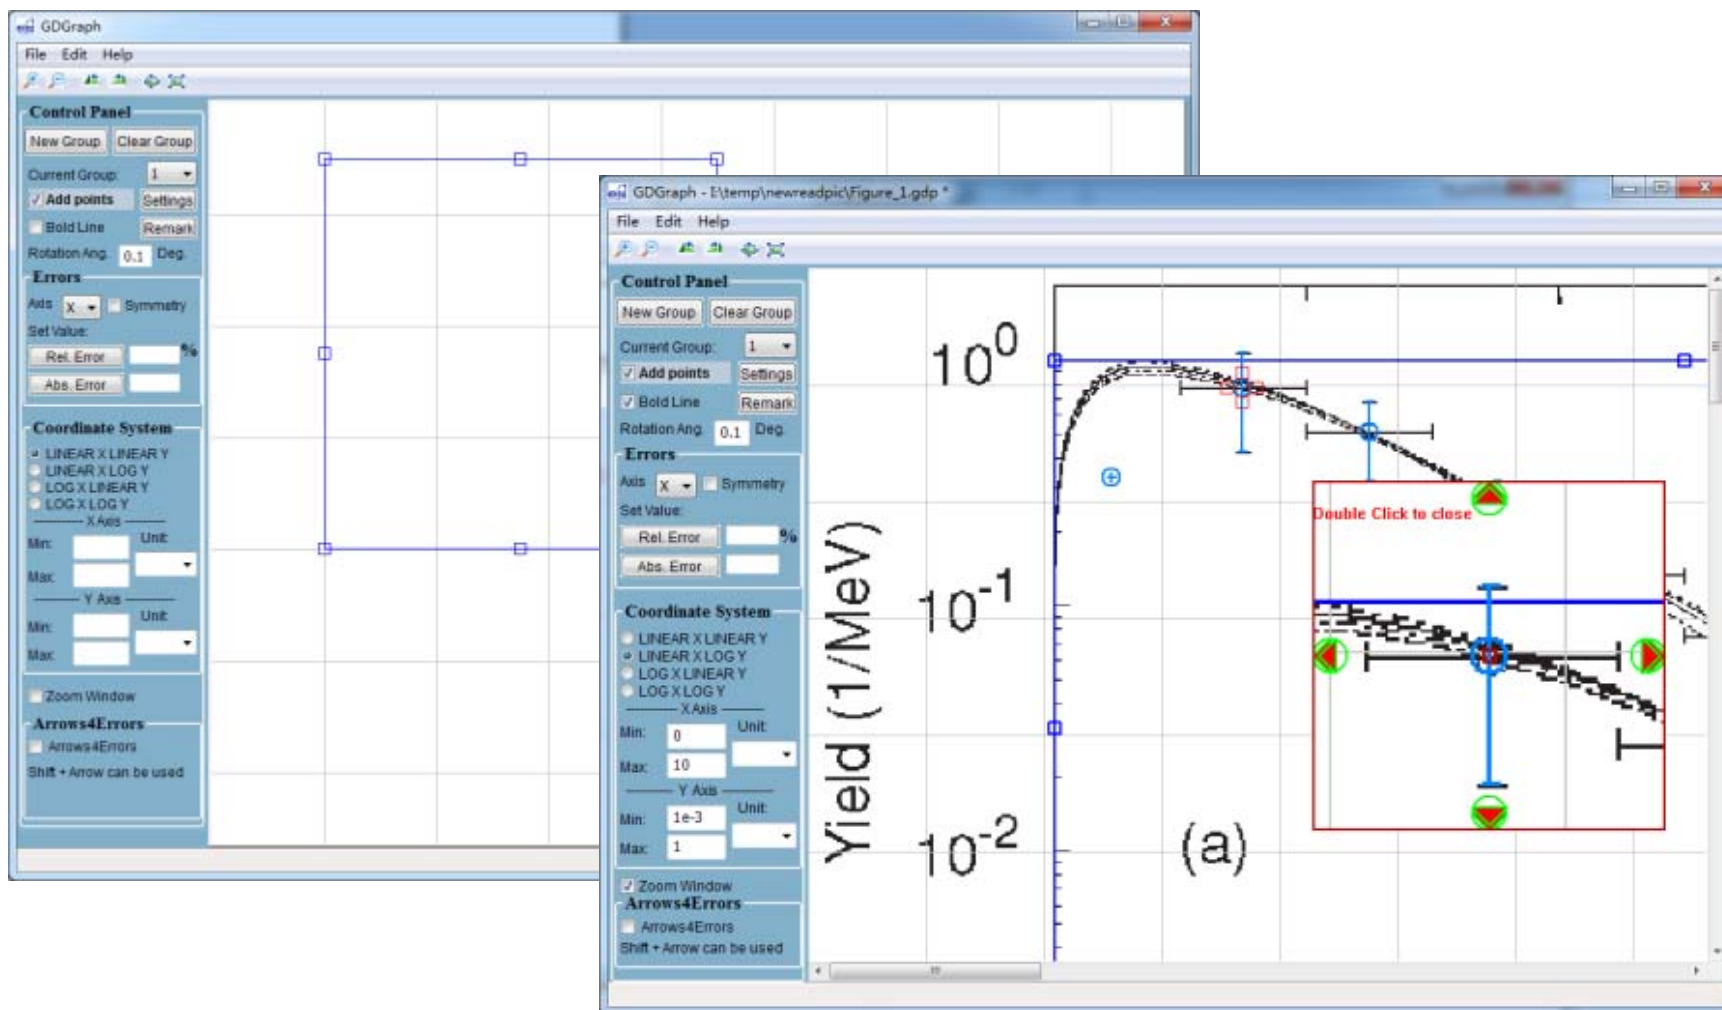 GDGraph
File Edit Help
Control Panel
New Group Clear Group
Current Group: 1
Add points Settings
Bold Line Remark
Rotation Ang. 0.1 Deg.
Errors
Axis X Symmetry
Set Value:
Rel. Error %
Abs. Error
Coordinate System
LINEAR X LINEAR Y
LINEAR X LOG Y
LOG X LINEAR Y
LOG X LOG Y
X Axis
Min: Unit:
Max:
Y Axis
Min: Unit:
Max:
Zoom Window
Arrows4Errors
Arrows4Errors
Shift + Arrow can be used
GDGraph - E:\temp\newreadpic\Figure_1.gdp *
File Edit Help
Control Panel
New Group Clear Group
Current Group: 1
Add points Settings
Bold Line Remark
Rotation Ang. 0.1 Deg.
Errors
Axis X Symmetry
Set Value:
Rel. Error %
Abs. Error
Coordinate System
LINEAR X LINEAR Y
LINEAR X LOG Y
LOG X LINEAR Y
LOG X LOG Y
X Axis
Min: 0 Unit:
Max: 10
Y Axis
Min: 1e-3 Unit:
Max: 1
Zoom Window
Arrows4Errors
Arrows4Errors
Shift + Arrow can be used
Yield (1/MeV)
10⁰
10⁻¹
10⁻²
(a)
Double Click to close